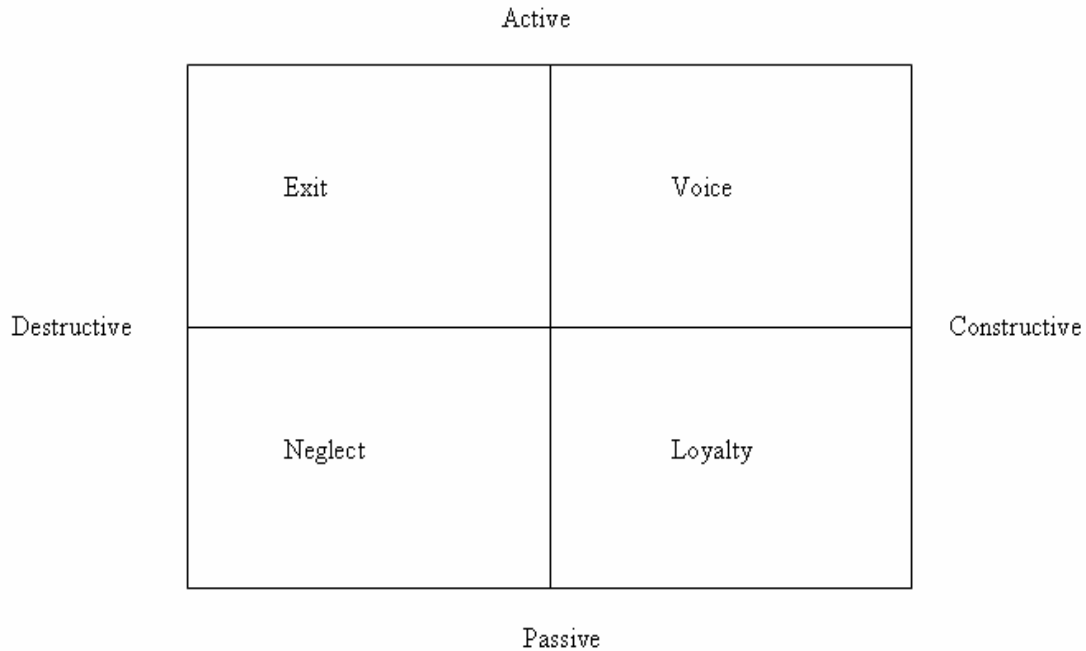 Active
Exit
Voice
Destructive
Constructive
Neglect
Loyalty
Passive